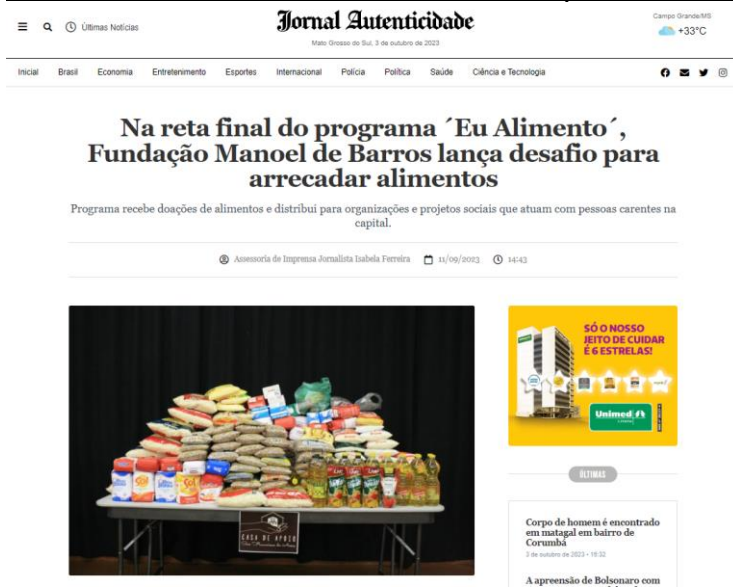 Últimas Notícias
Jornal Autenticidade
Mato Grosso do Sul, 3 de outubro de 2023
Campo Grande/MS
+33°C
Inicial Brasil Economia Entretenimento Esportes Internacional Polícia Política Saúde Ciência e Tecnologia
Na reta final do programa ´Eu Alimento´,
Fundação Manoel de Barros lança desafio para
arrecadar alimentos
Programa recebe doações de alimentos e distribui para organizações e projetos sociais que atuam com pessoas carentes na
capital.
Assessoria de Imprensa Jornalista Isabela Ferreira 11/09/2023 14:43
SÓ O NOSSO
JEITO DE CUIDAR
É 6 ESTRELAS!
Unimed
Sol
CASA DE APOIO
ÚLTIMAS
Corpo de homem é encontrado
em matagal em bairro de
Corumbá
3 de outubro de 2023 - 16:32
A apreensão de Bolsonaro com